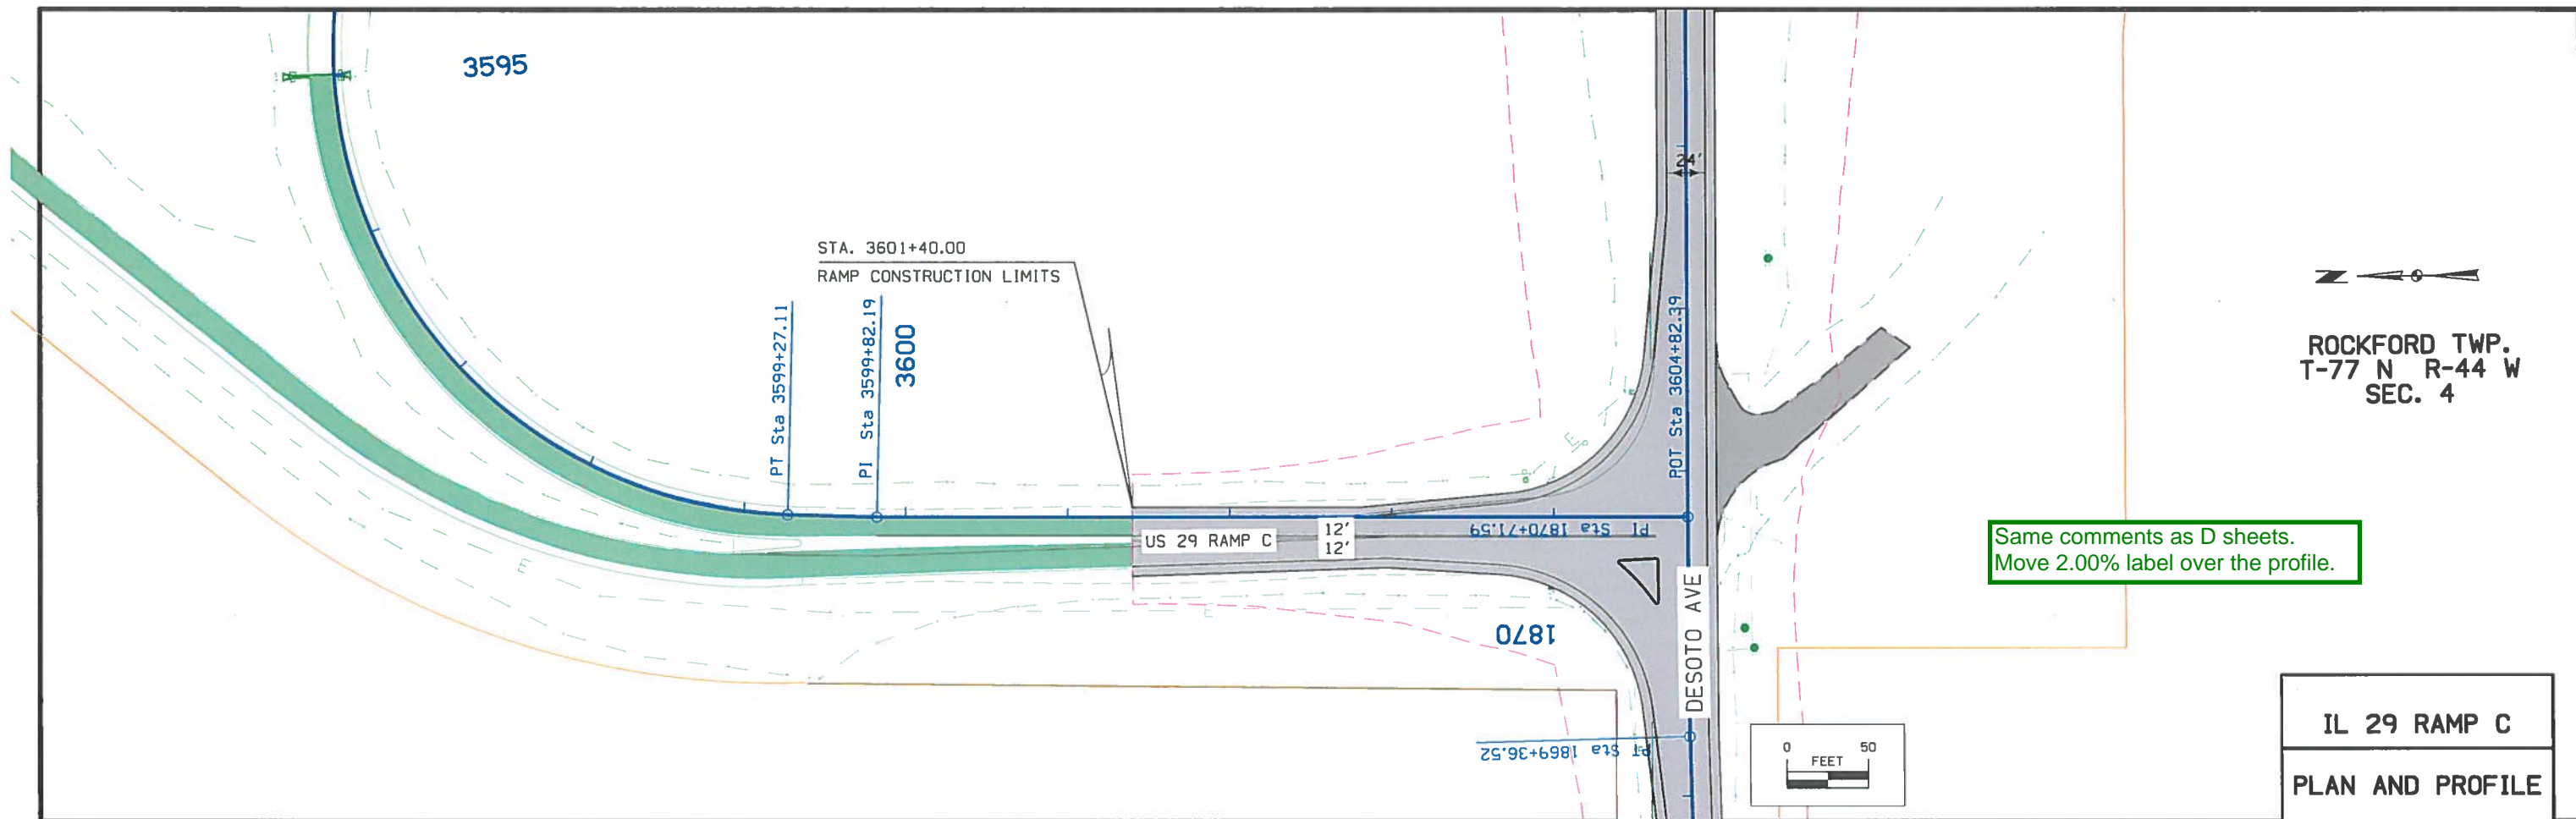 3595
24'
STA. 3601+40.00
RAMP CONSTRUCTION LIMITS
PT Sta 3599+27.11
PI Sta 3599+82.19
3600
POT Sta 3604+82.39
N
ROCKFORD TWP.
T-77 N R-44 W
SEC. 4
E
US 29 RAMP C
12'
12'
PI Sta 1870+71.59
Same comments as D sheets.
Move 2.00% label over the profile.
E
E
1870
DESOTO AVE
PT Sta 1869+36.52
0 50
FEET
IL 29 RAMP C
PLAN AND PROFILE